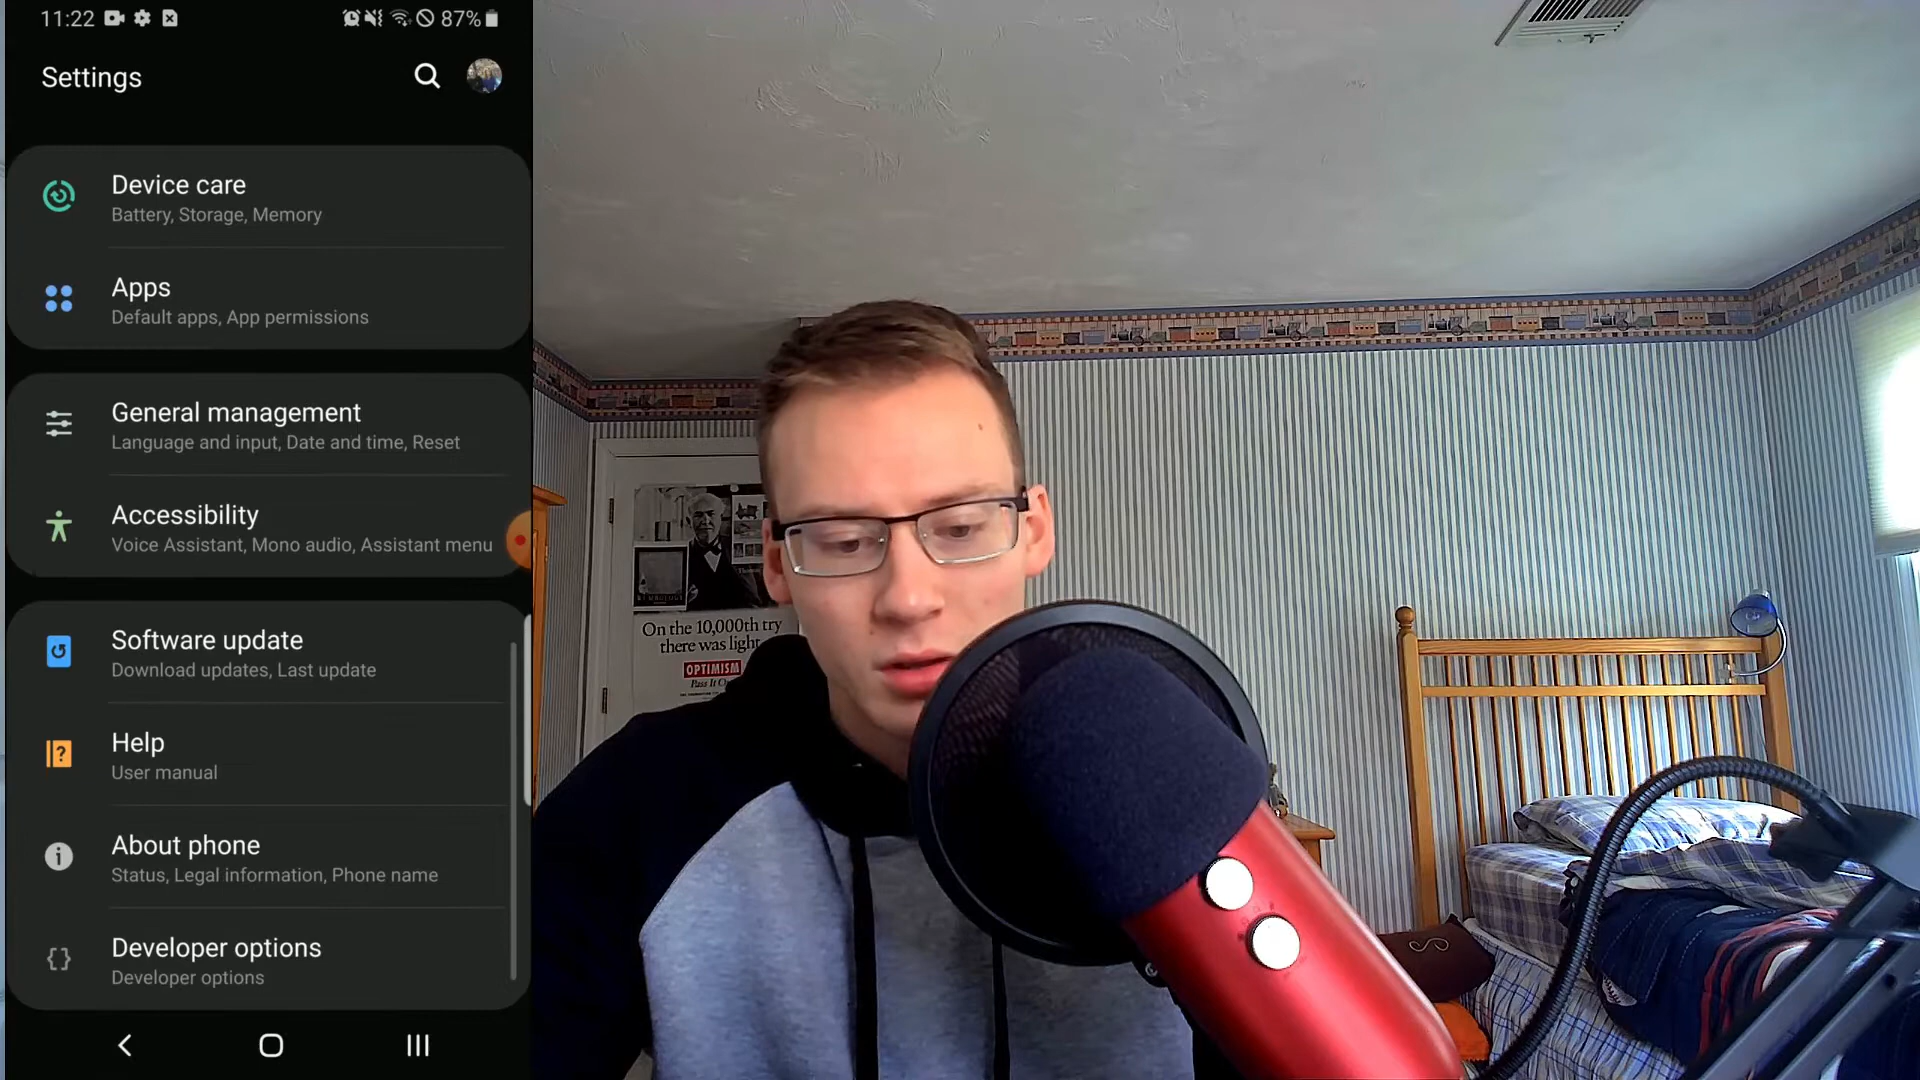 11:22
87%
Settings
Device care
Battery, Storage, Memory
Apps
Default apps, App permissions
General management
Language and input, Date and time, Reset
Accessibility
Voice Assistant, Mono audio, Assistant menu
Software update
Download updates, Last update
Help
User manual
About phone
Status, Legal information, Phone name
Developer options
Developer options
On the 10,000th try
there was light
OPTIMISM
Pass It